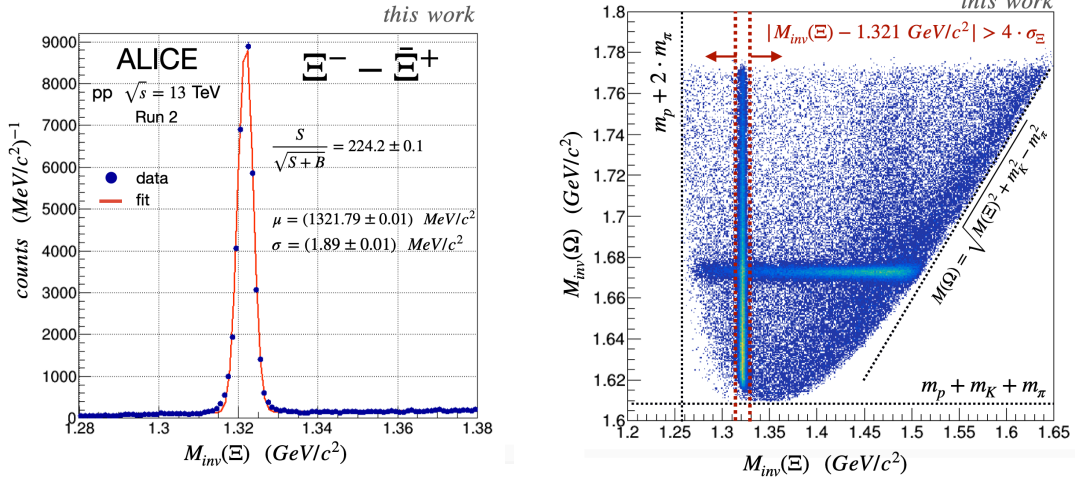 this work
ALICE
Ξ⁻ – Ξ̄⁺
pp √s = 13 TeV
Run 2
S/√(S+B) = 224.2 ± 0.1
data
fit
μ = (1321.79 ± 0.01) MeV/c²
σ = (1.89 ± 0.01) MeV/c²
counts (MeV/c²)⁻¹
9000
8000
7000
6000
5000
4000
3000
2000
1000
0
1.28 1.3 1.32 1.34 1.36 1.38
M_inv(Ξ) (GeV/c²)
this work
|M_inv(Ξ) − 1.321 GeV/c²| > 4 · σ_Ξ
m_p + 2 · m_π
M(Ω) = √(M(Ξ)² + m_K² − m_π²)
m_p + m_K + m_π
M_inv(Ω) (GeV/c²)
1.8
1.78
1.76
1.74
1.72
1.7
1.68
1.66
1.64
1.62
1.6
1.2 1.25 1.3 1.35 1.4 1.45 1.5 1.55 1.6 1.65
M_inv(Ξ) (GeV/c²)